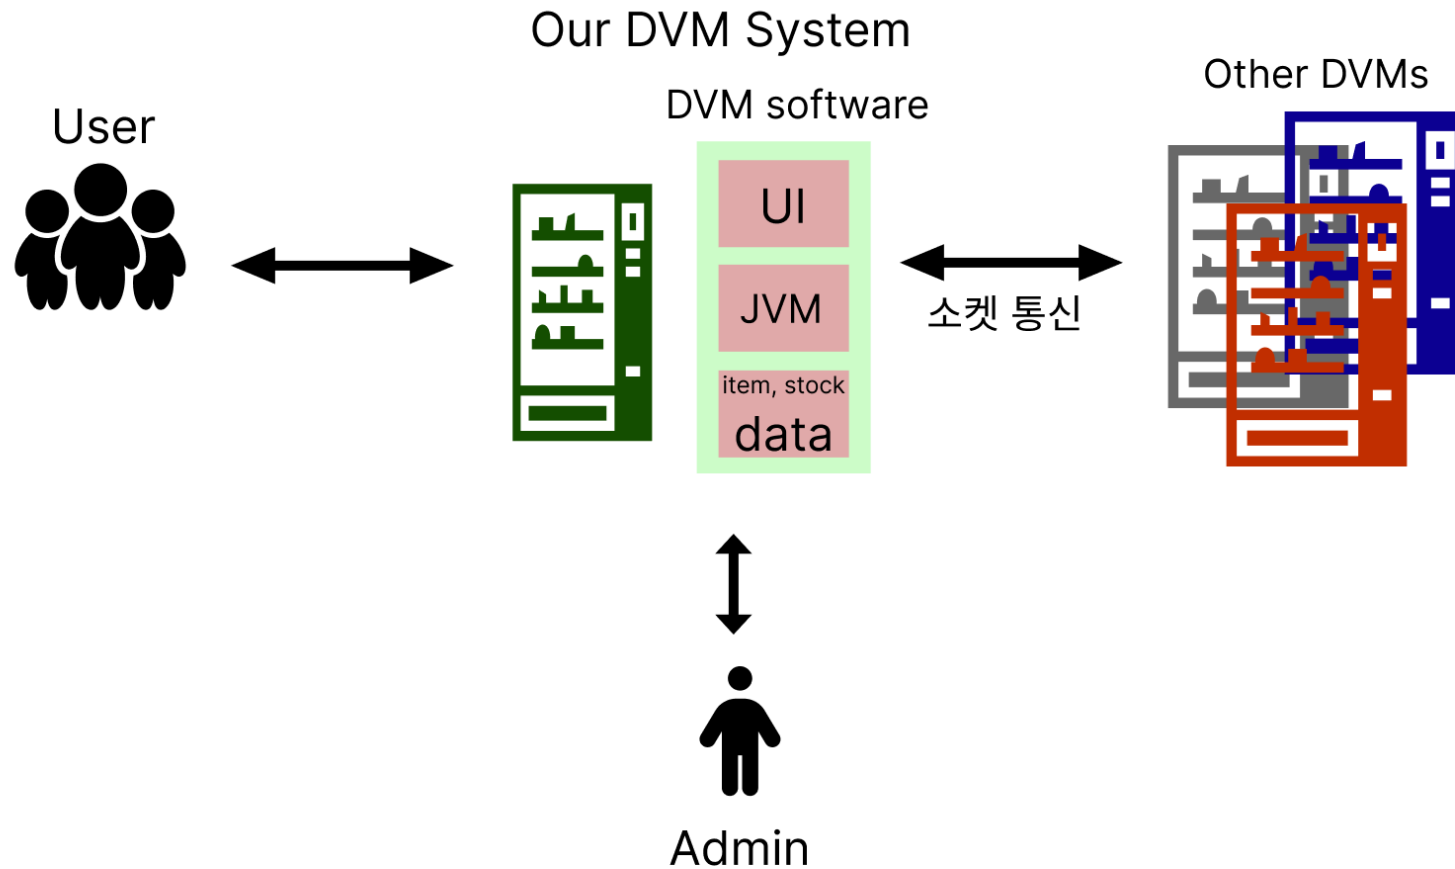 Our DVM System
User
DVM software
UI
JVM
item, stock
data
소켓 통신
Other DVMs
Admin